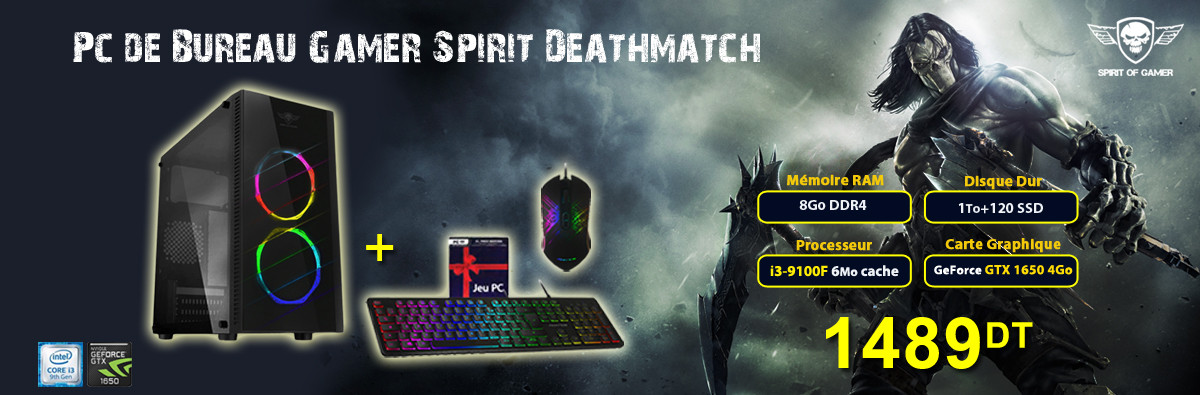 Pc de Bureau Gamer Spirit Deathmatch
SPIRIT OF GAMER
Mémoire RAM
8Go DDR4
Disque Dur
1To+120 SSD
Processeur
i3-9100F 6Mo cache
Carte Graphique
GeForce GTX 1650 4Go
+
Jeu PC
1489DT
intel
CORE i3
9th Gen
NVIDIA
GEFORCE
GTX
1650